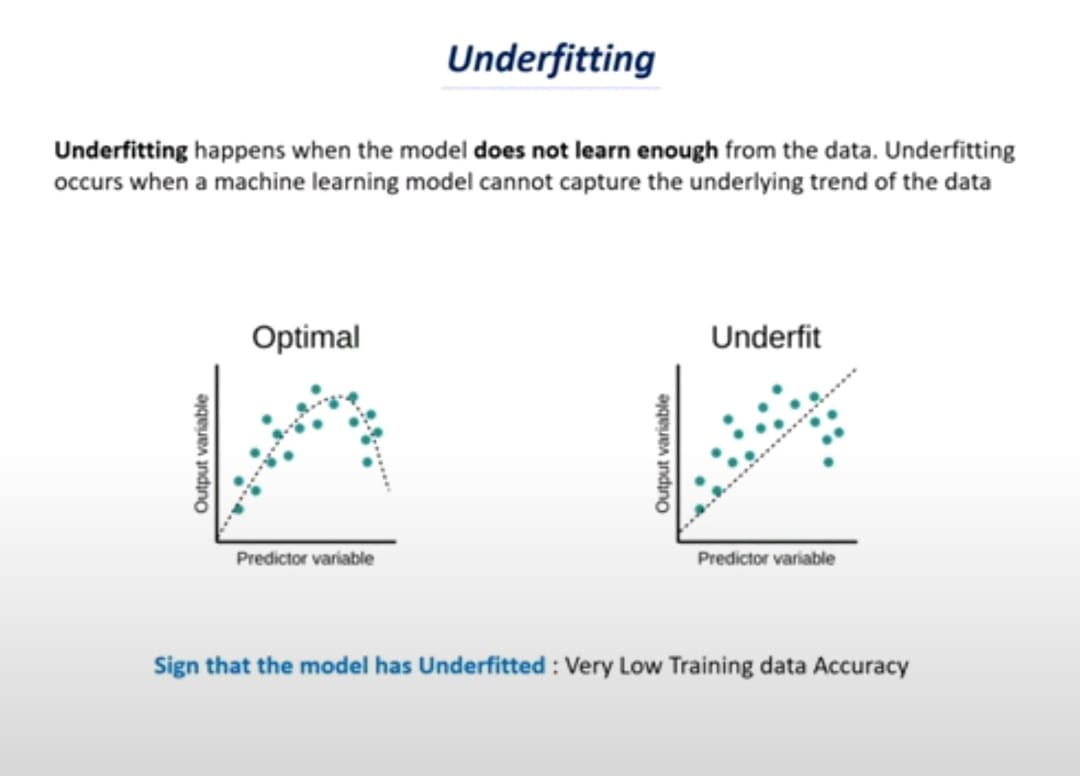 Underfitting
Underfitting happens when the model does not learn enough from the data. Underfitting
occurs when a machine learning model cannot capture the underlying trend of the data
Optimal
Output variable
Predictor variable
Underfit
Output variable
Predictor variable
Sign that the model has Underfitted : Very Low Training data Accuracy